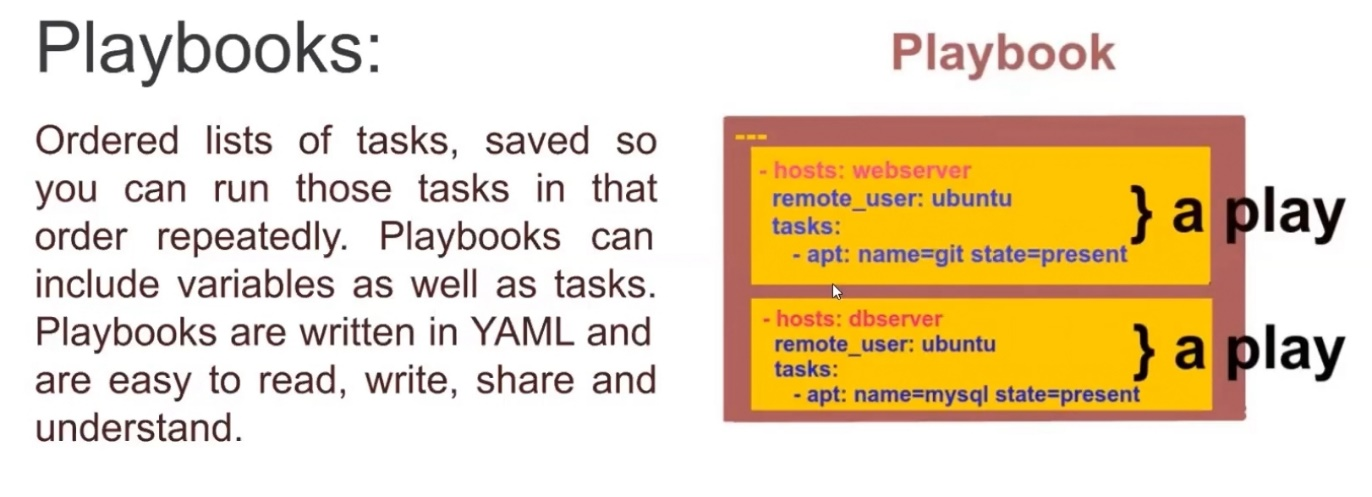 Playbooks:
Ordered lists of tasks, saved so
you can run those tasks in that
order repeatedly. Playbooks can
include variables as well as tasks.
Playbooks are written in YAML and
are easy to read, write, share and
understand.
Playbook
---
- hosts: webserver
remote_user: ubuntu
tasks:
- apt: name=git state=present
} a play
- hosts: dbserver
remote_user: ubuntu
tasks:
- apt: name=mysql state=present
} a play